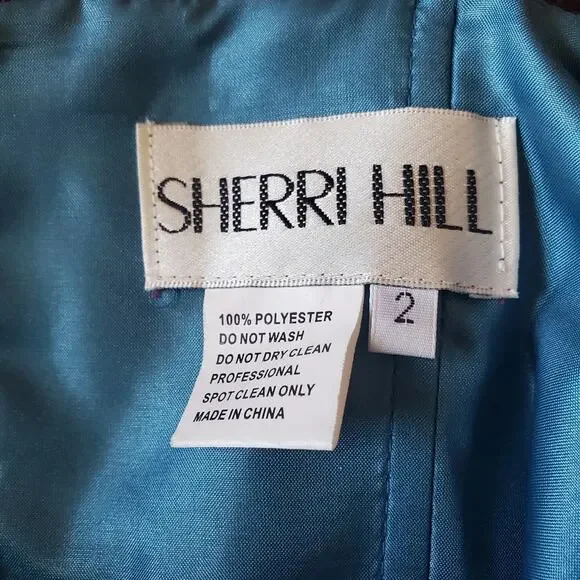 SHERRI HILL
2
100% POLYESTER
DO NOT WASH
DO NOT DRY CLEAN
PROFESSIONAL
SPOT CLEAN ONLY
MADE IN CHINA